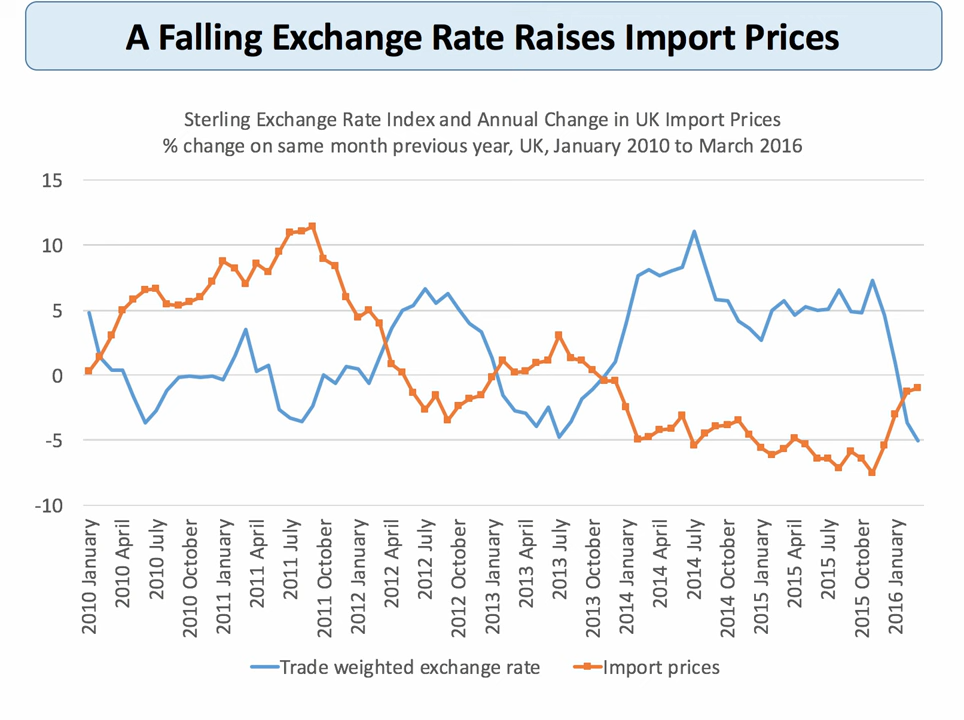 A Falling Exchange Rate Raises Import Prices
Sterling Exchange Rate Index and Annual Change in UK Import Prices
% change on same month previous year, UK, January 2010 to March 2016
15
10
5
0
-5
-10
2010 January
2010 April
2010 July
2010 October
2011 January
2011 April
2011 July
2011 October
2012 January
2012 April
2012 July
2012 October
2013 January
2013 April
2013 July
2013 October
2014 January
2014 April
2014 July
2014 October
2015 January
2015 April
2015 July
2015 October
2016 January
Trade weighted exchange rate
Import prices